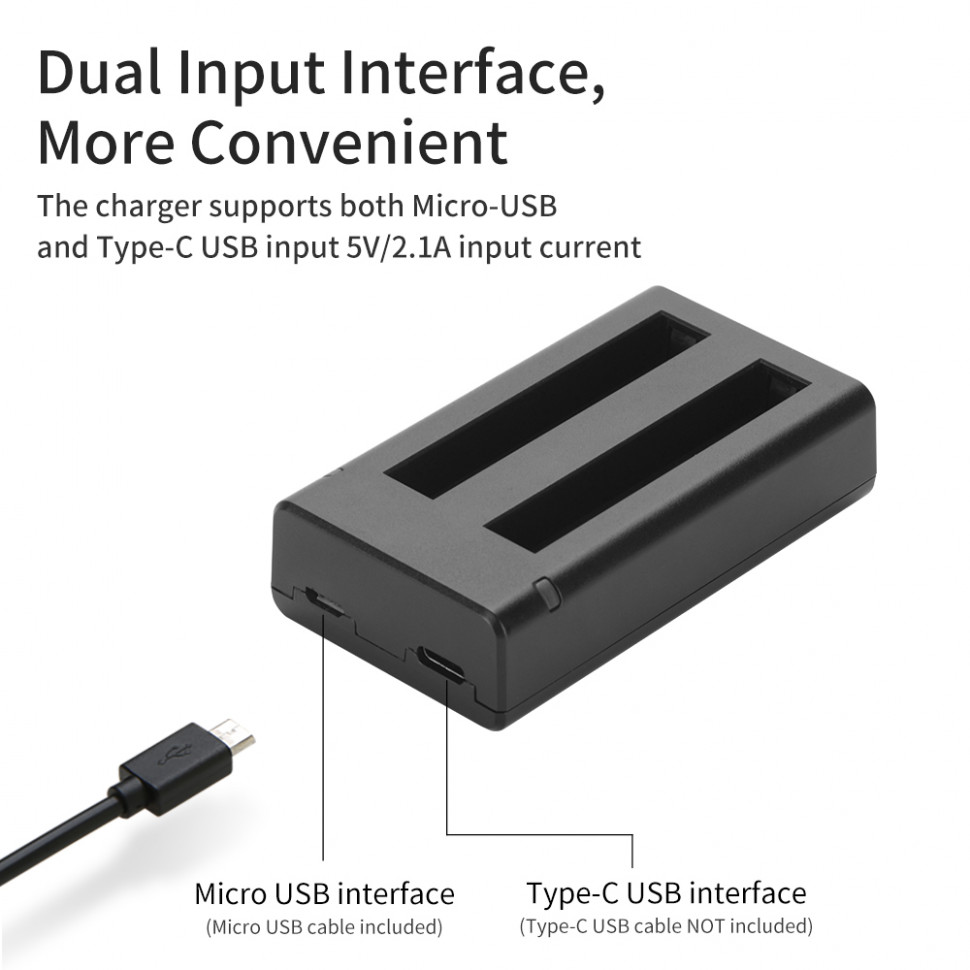 Dual Input Interface,
More Convenient
The charger supports both Micro-USB
and Type-C USB input 5V/2.1A input current
Micro USB interface
(Micro USB cable included)
Type-C USB interface
(Type-C USB cable NOT included)